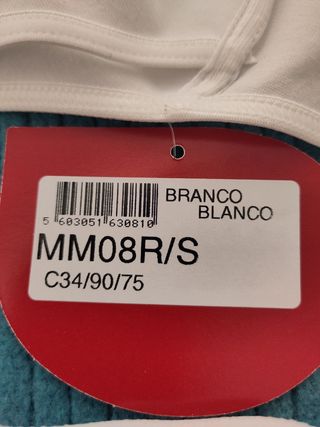 BRANCO
BLANCO
5 603051 630810
MM08R/S
C34/90/75